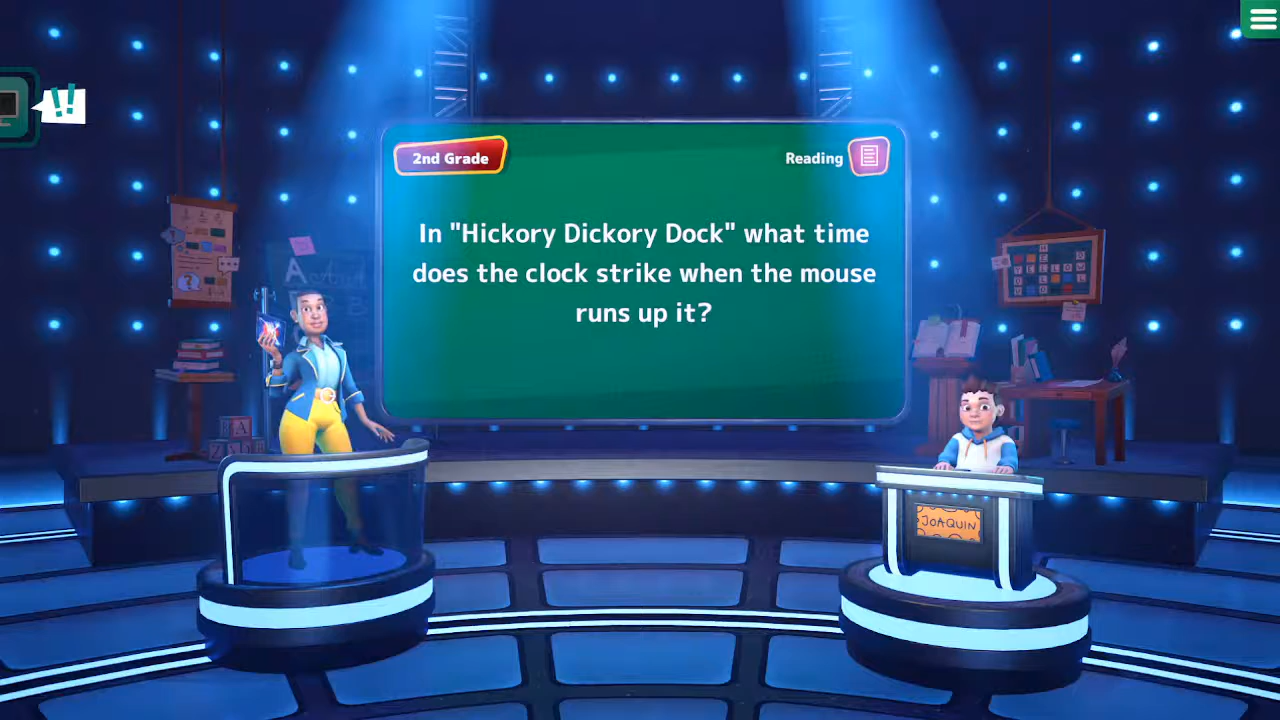 !!
2nd Grade
Reading
In "Hickory Dickory Dock" what time
does the clock strike when the mouse
runs up it?
JOAQUIN